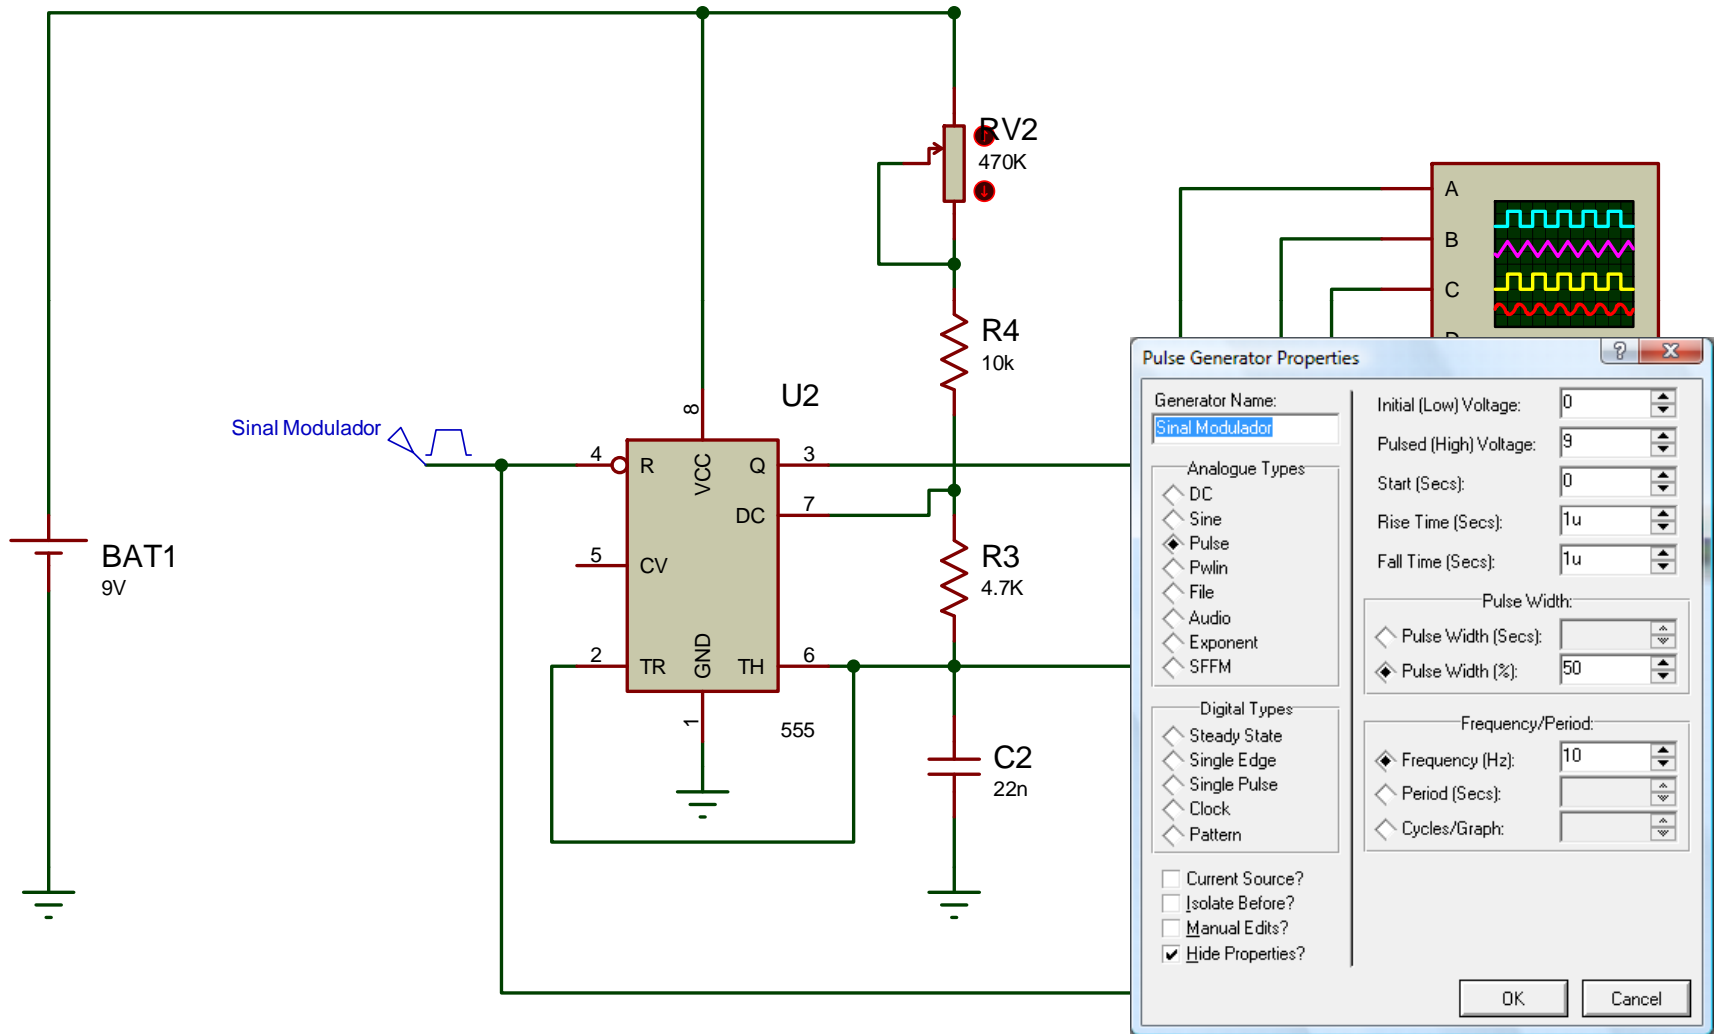 RV2
470K
A
B
C
R4
10k
Pulse Generator Properties
?
X
U2
8
Generator Name:
Sinal Modulador
Initial (Low) Voltage:
0
Pulsed (High) Voltage:
9
Start (Secs):
0
Rise Time (Secs):
1u
Fall Time (Secs):
1u
Pulse Width:
Pulse Width (Secs):
Pulse Width (%):
50
Frequency/Period:
Frequency (Hz):
10
Period (Secs):
Cycles/Graph:
Analogue Types
DC
Sine
Pulse
Pwlin
File
Audio
Exponent
SFFM
Digital Types
Steady State
Single Edge
Single Pulse
Clock
Pattern
Current Source?
Isolate Before?
Manual Edits?
Hide Properties?
OK
Cancel
Sinal Modulador
4
R
VCC
Q
3
DC
7
BAT1
9V
5
CV
R3
4.7K
2
TR
GND
TH
6
1
555
C2
22n